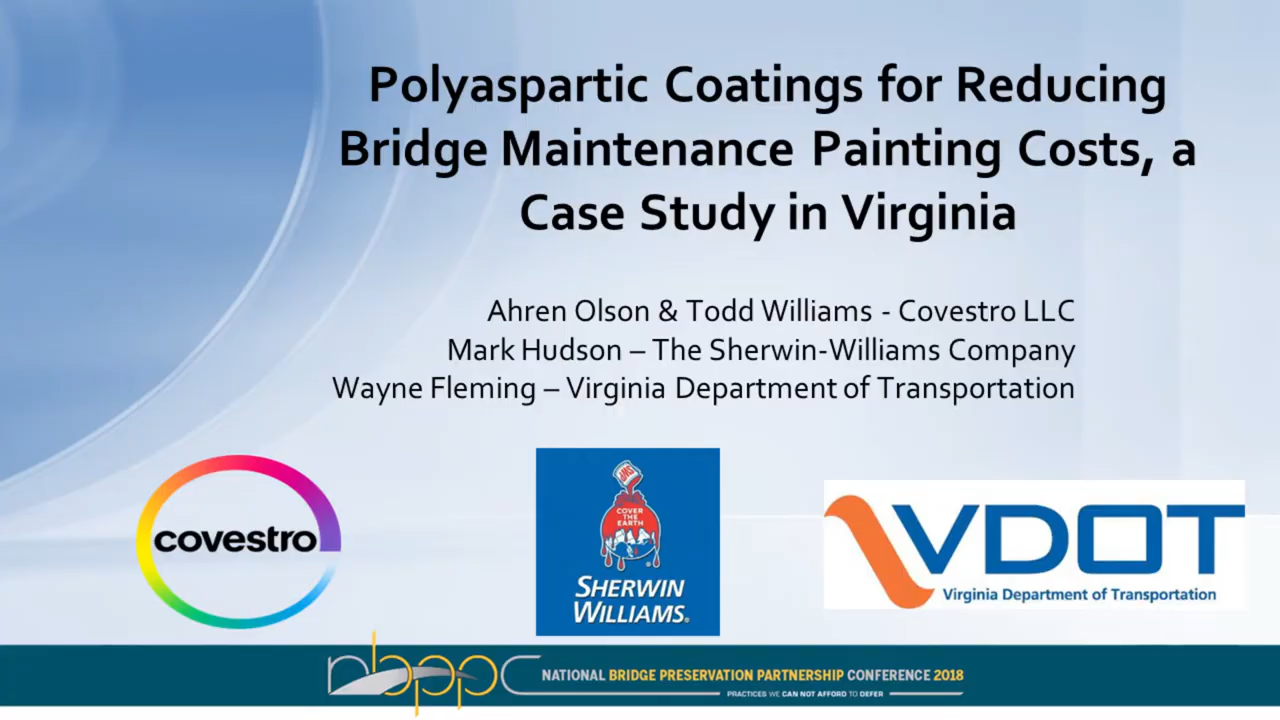 Polyaspartic Coatings for Reducing
Bridge Maintenance Painting Costs, a
Case Study in Virginia
Ahren Olson & Todd Williams - Covestro LLC
Mark Hudson – The Sherwin-Williams Company
Wayne Fleming – Virginia Department of Transportation
covestro
SWP
COVER
THE
EARTH
SHERWIN
WILLIAMS.
VDOT
Virginia Department of Transportation
nbppc
NATIONAL BRIDGE PRESERVATION PARTNERSHIP CONFERENCE 2018
PRACTICES WE CAN NOT AFFORD TO DEFER